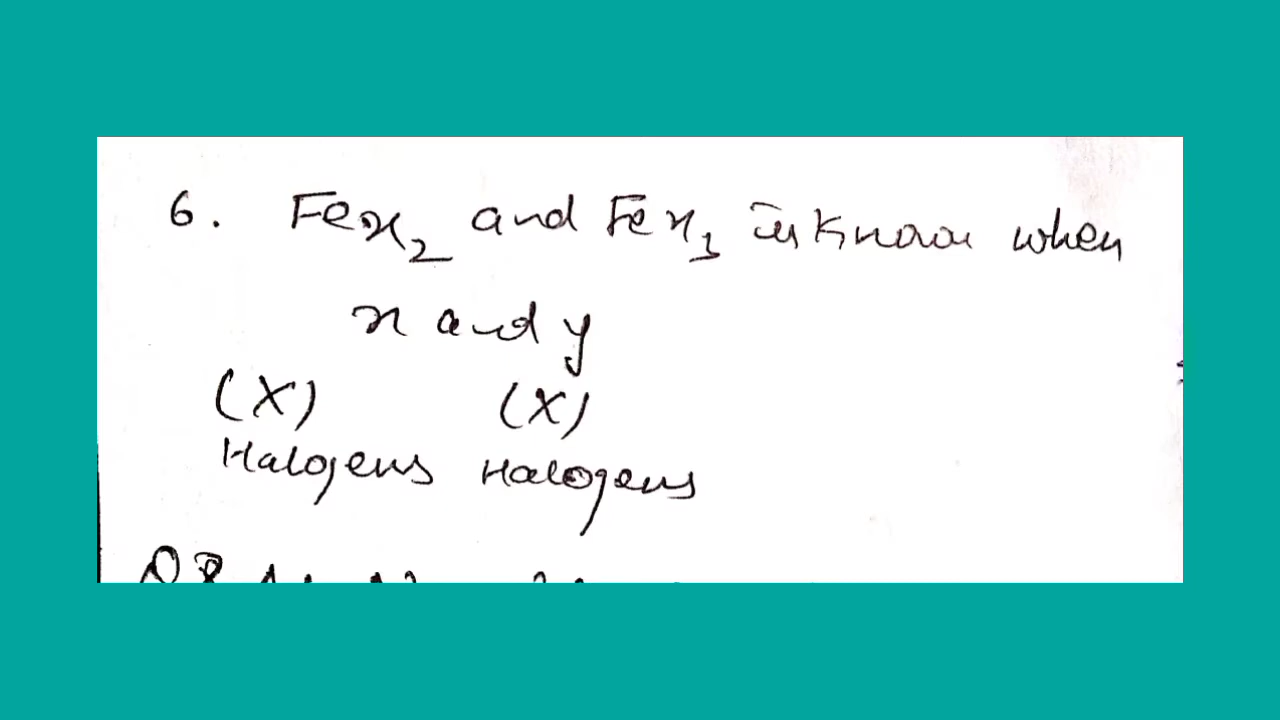 6. Fex₂ and Fex₃ is known when
x and y
(X) (X)
Halogens Halogens